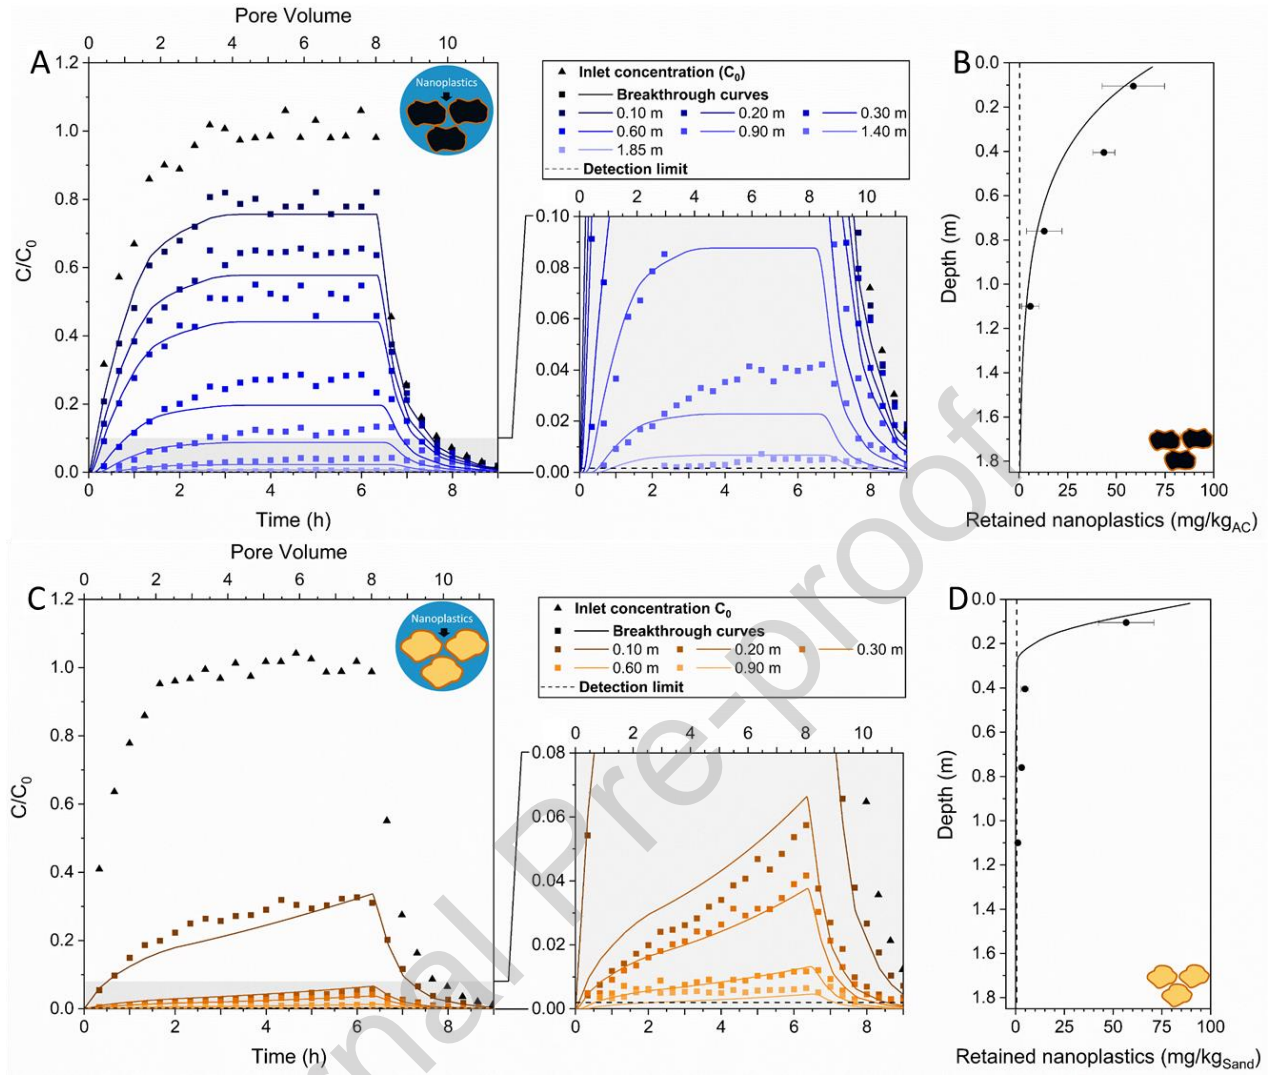 Pore Volume
0 2 4 6 8 10
A
1.2
1.0
0.8
0.6
0.4
0.2
0.0
C/C0
Nanoplastics
0 2 4 6 8
Time (h)
Inlet concentration (C0)
Breakthrough curves
0.10 m 0.20 m 0.30 m
0.60 m 0.90 m 1.40 m
1.85 m
Detection limit
0 2 4 6 8 10
0.10
0.08
0.06
0.04
0.02
0.00
0 2 4 6 8
B
0.0
0.2
0.4
0.6
0.8
1.0
1.2
1.4
1.6
1.8
Depth (m)
0 25 50 75 100
Retained nanoplastics (mg/kgAC)
Pore Volume
0 2 4 6 8 10
C
1.2
1.0
0.8
0.6
0.4
0.2
0.0
C/C0
Nanoplastics
0 2 4 6 8
Time (h)
Inlet concentration C0
Breakthrough curves
0.10 m 0.20 m 0.30 m
0.60 m 0.90 m
Detection limit
0 2 4 6 8 10
0.08
0.06
0.04
0.02
0.00
0 2 4 6 8
D
0.0
0.2
0.4
0.6
0.8
1.0
1.2
1.4
1.6
1.8
Depth (m)
0 25 50 75 100
Retained nanoplastics (mg/kgSand)
rnal Pre-proof